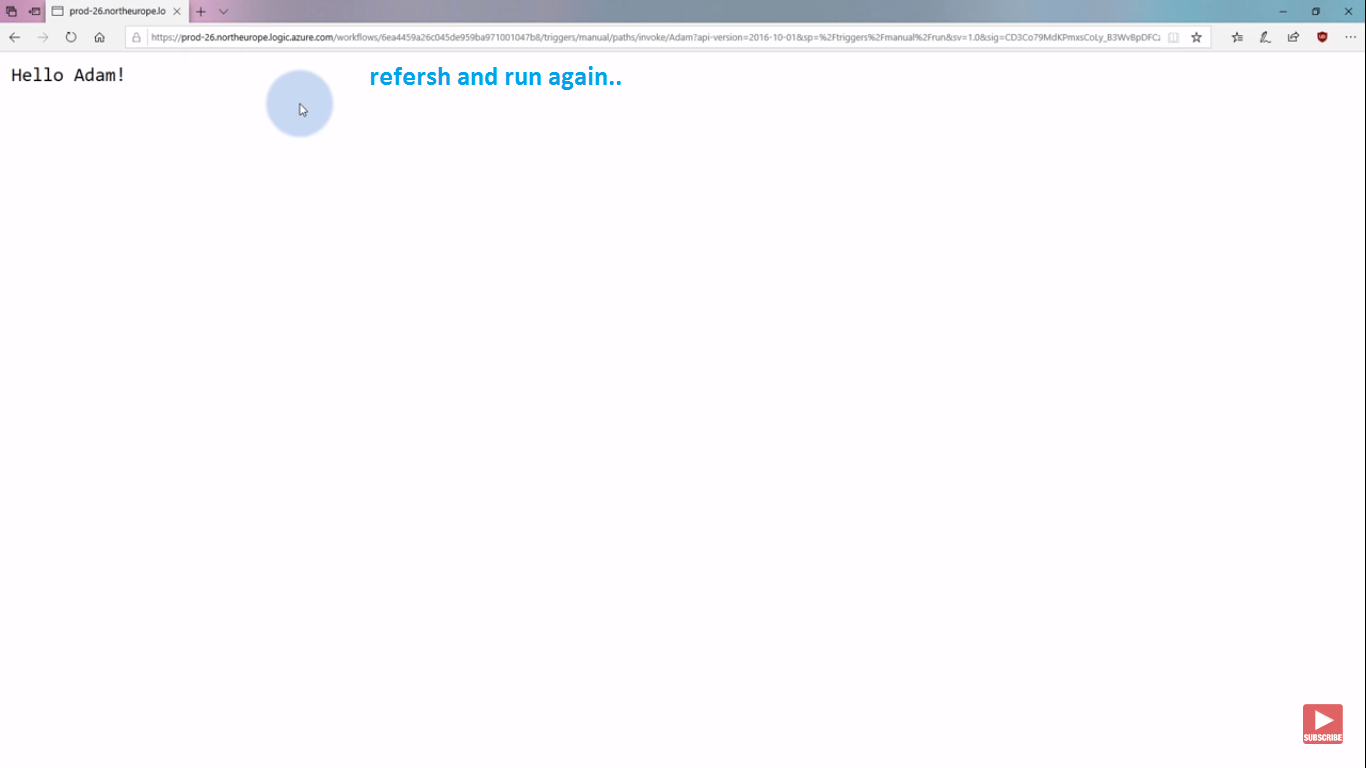 prod-26.northeurope.lo
https://prod-26.northeurope.logic.azure.com/workflows/6ea4459a26c045de959ba971001047b8/triggers/manual/paths/invoke/Adam?api-version=2016-10-01&sp=%2Ftriggers%2Fmanual%2Frun&sv=1.0&sig=CD3Co79MdKPmxsCoLy_B3WvBpDFC
Hello Adam!
refersh and run again..
SUBSCRIBE